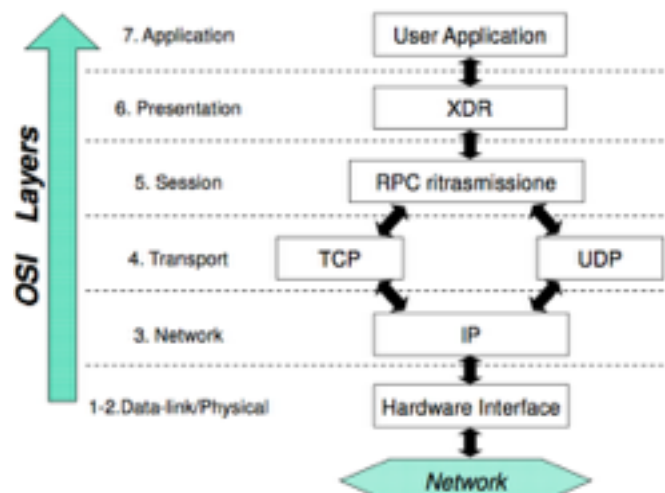 OSI Layers
7. Application
User Application
6. Presentation
XDR
5. Session
RPC ritrasmissione
4. Transport
TCP
UDP
3. Network
IP
1-2.Data-link/Physical
Hardware Interface
Network